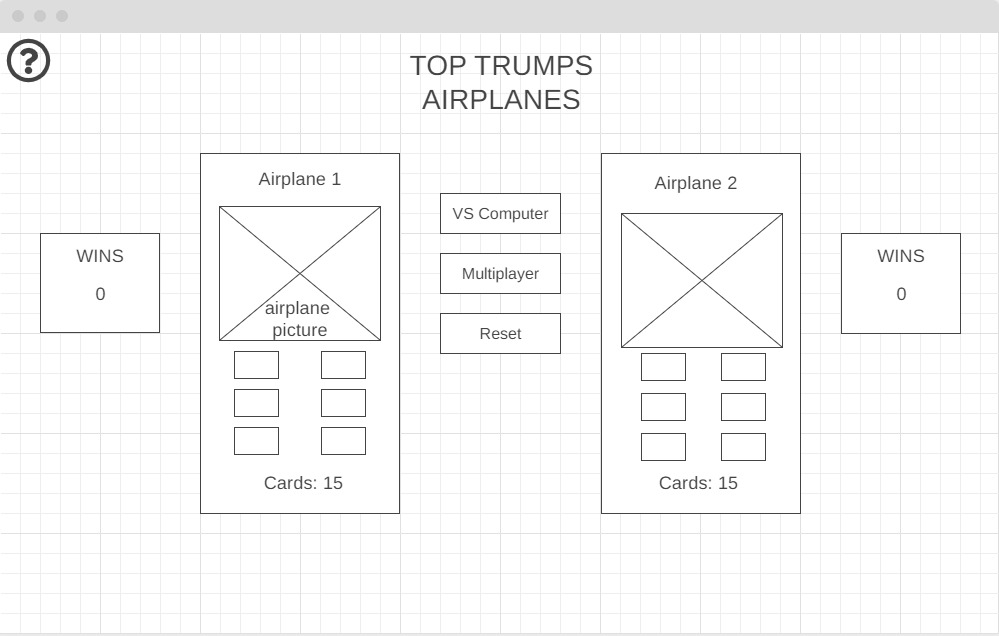 ?
TOP TRUMPS
AIRPLANES
Airplane 1
airplane
picture
Cards: 15
WINS
0
VS Computer
Multiplayer
Reset
Airplane 2
Cards: 15
WINS
0